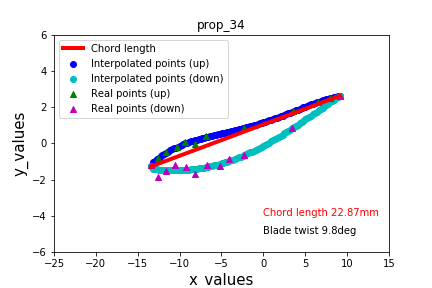 prop_34
Chord length
Interpolated points (up)
Interpolated points (down)
Real points (up)
Real points (down)
6
4
2
0
−2
−4
−6
y_values
Chord length 22.87mm
Blade twist 9.8deg
−25
−20
−15
−10
−5
0
5
10
15
x_values